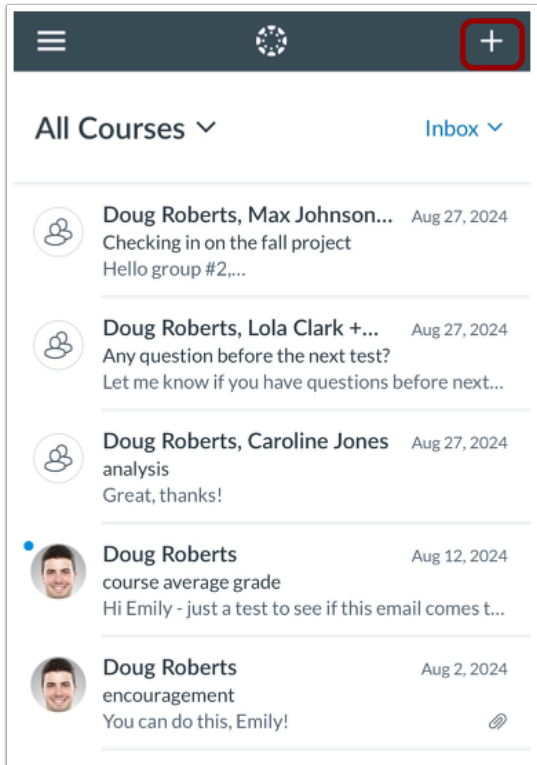 All Courses
Inbox
Doug Roberts, Max Johnson... Aug 27, 2024
Checking in on the fall project
Hello group #2,...
Doug Roberts, Lola Clark +... Aug 27, 2024
Any question before the next test?
Let me know if you have questions before next...
Doug Roberts, Caroline Jones Aug 27, 2024
analysis
Great, thanks!
Doug Roberts Aug 12, 2024
course average grade
Hi Emily - just a test to see if this email comes t...
Doug Roberts Aug 2, 2024
encouragement
You can do this, Emily!